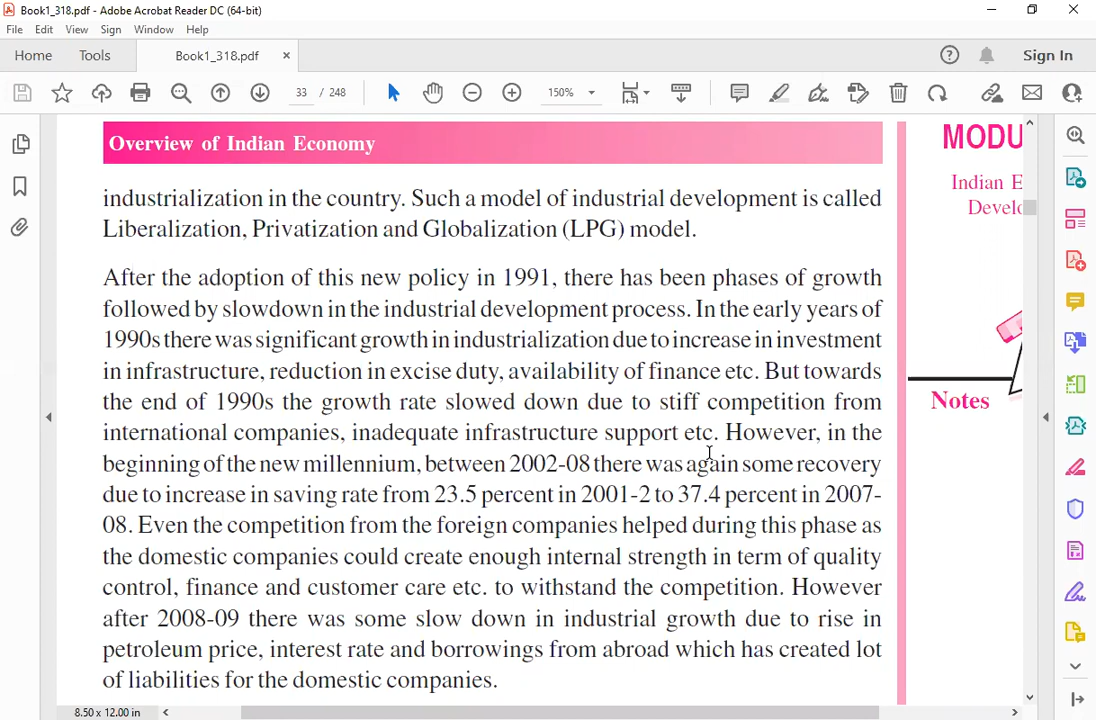 Book1_318.pdf - Adobe Acrobat Reader DC (64-bit)
File Edit View Sign Window Help
Home Tools Book1_318.pdf × Sign In
33 / 248 150%
Overview of Indian Economy
MODU
Indian E
Develo
industrialization in the country. Such a model of industrial development is called
Liberalization, Privatization and Globalization (LPG) model.
After the adoption of this new policy in 1991, there has been phases of growth
followed by slowdown in the industrial development process. In the early years of
1990s there was significant growth in industrialization due to increase in investment
in infrastructure, reduction in excise duty, availability of finance etc. But towards
the end of 1990s the growth rate slowed down due to stiff competition from
international companies, inadequate infrastructure support etc. However, in the
beginning of the new millennium, between 2002-08 there was again some recovery
due to increase in saving rate from 23.5 percent in 2001-2 to 37.4 percent in 2007-
08. Even the competition from the foreign companies helped during this phase as
the domestic companies could create enough internal strength in term of quality
control, finance and customer care etc. to withstand the competition. However
after 2008-09 there was some slow down in industrial growth due to rise in
petroleum price, interest rate and borrowings from abroad which has created lot
of liabilities for the domestic companies.
Notes
8.50 x 12.00 in